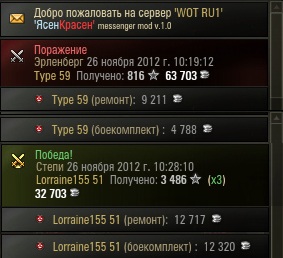 Добро пожаловать на сервер 'WOT RU1'
'ЯсенКрасен' messenger mod v.1.0
Поражение
Эрленберг 26 ноября 2012 г. 10:19:12
Type 59 Получено: 816 63 703
Type 59 (ремонт): 9 211
Type 59 (боекомплект) : 4 788
Победа!
Степи 26 ноября 2012 г. 10:28:10
Lorraine155 51 Получено: 3 486 (x3)
32 703
Lorraine155 51 (ремонт): 12 717
Lorraine155 51 (боекомплект) : 12 320